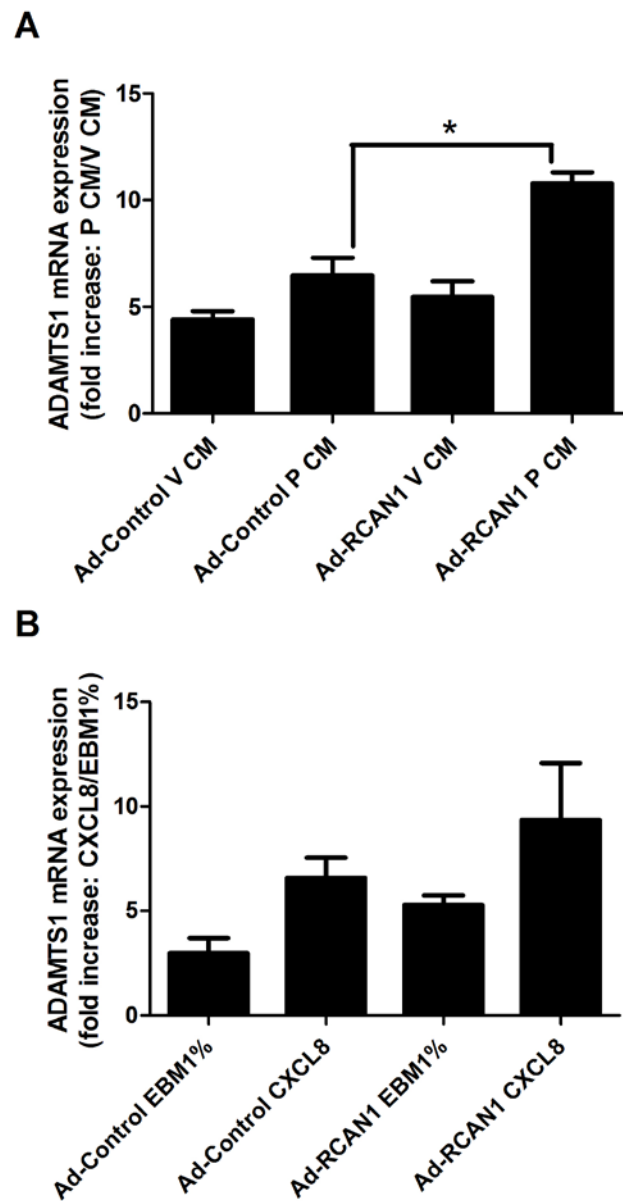 A
ADAMTS1 mRNA expression
(fold increase: P CM/V CM)
15
10
5
0
*
Ad-Control V CM
Ad-Control P CM
Ad-RCAN1 V CM
Ad-RCAN1 P CM
B
ADAMTS1 mRNA expression
(fold increase: CXCL8/EBM1%)
15
10
5
0
Ad-Control EBM1%
Ad-Control CXCL8
Ad-RCAN1 EBM1%
Ad-RCAN1 CXCL8